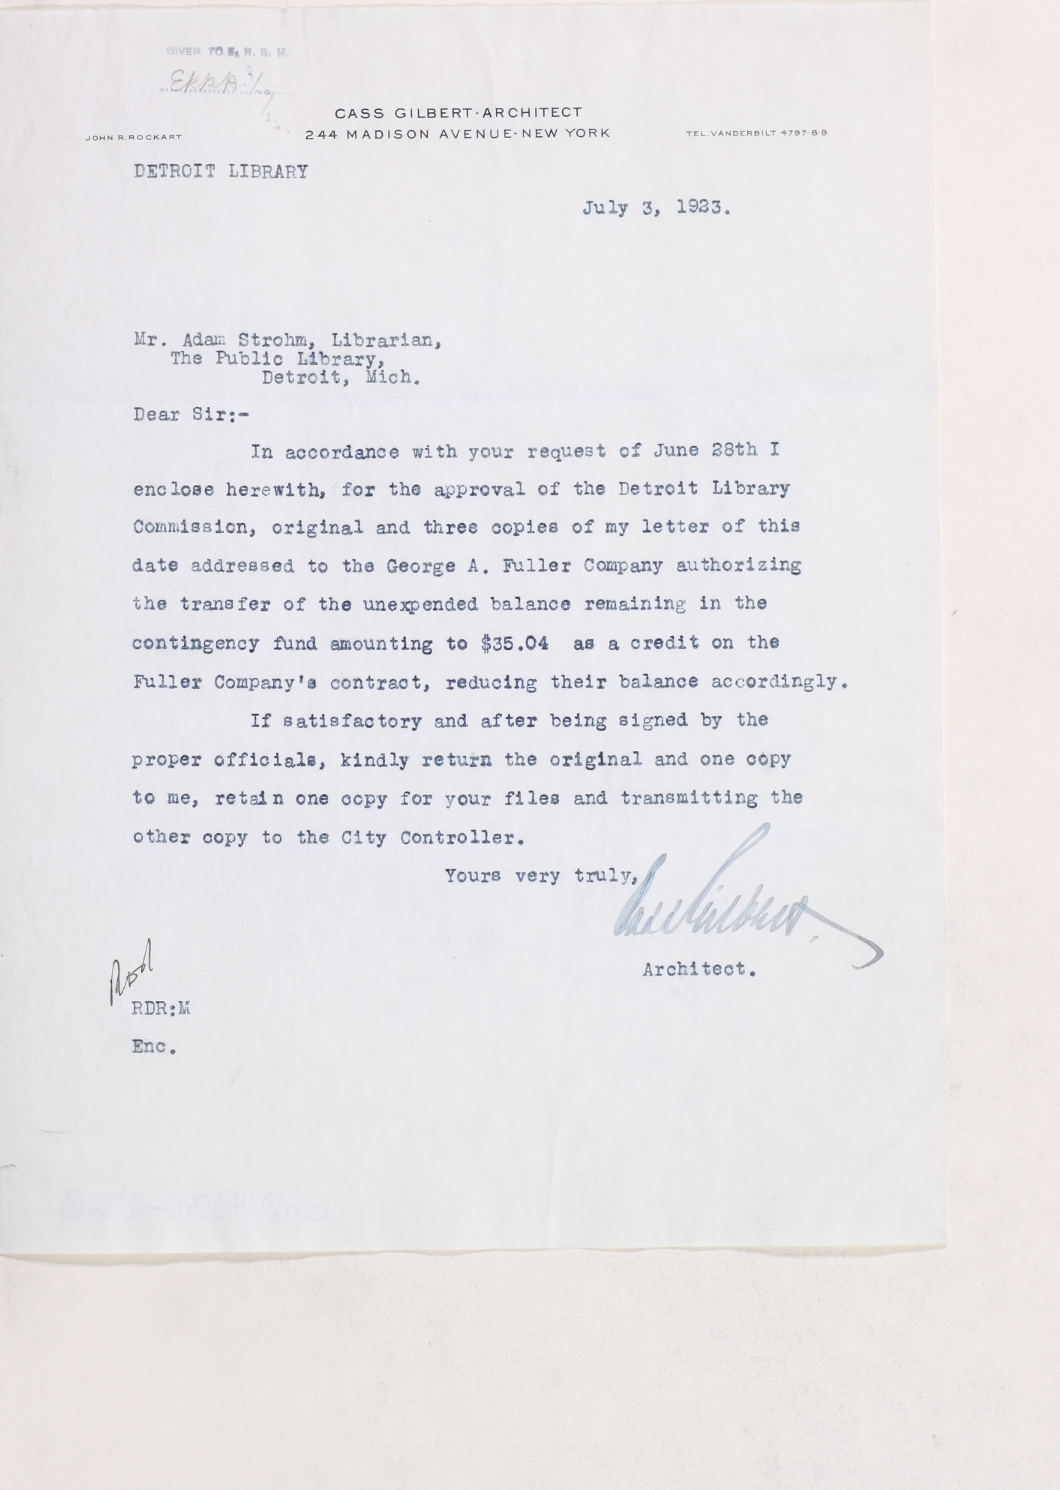 GIVEN TO E. R. B. H.
CASS GILBERT·ARCHITECT
JOHN R. ROCKART 244 MADISON AVENUE·NEW YORK TEL. VANDERBILT 4797-8-9
DETROIT LIBRARY
July 3, 1923.
Mr. Adam Strohm, Librarian,
The Public Library,
Detroit, Mich.
Dear Sir:-
In accordance with your request of June 28th I
enclose herewith, for the approval of the Detroit Library
Commission, original and three copies of my letter of this
date addressed to the George A. Fuller Company authorizing
the transfer of the unexpended balance remaining in the
contingency fund amounting to $35.04 as a credit on the
Fuller Company's contract, reducing their balance accordingly.
If satisfactory and after being signed by the
proper officials, kindly return the original and one copy
to me, retain one copy for your files and transmitting the
other copy to the City Controller.
Yours very truly,
Cass Gilbert.
Architect.
RDR:M
Enc.